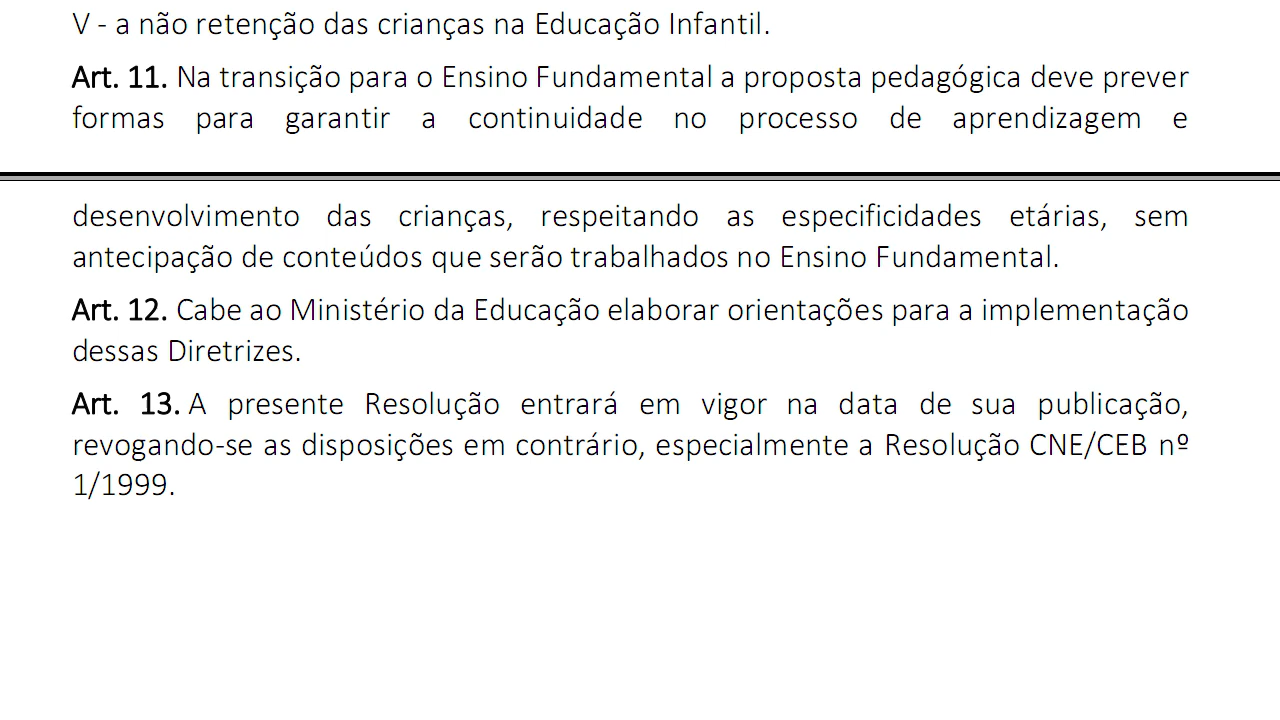 V - a não retenção das crianças na Educação Infantil.
Art. 11. Na transição para o Ensino Fundamental a proposta pedagógica deve prever
formas para garantir a continuidade no processo de aprendizagem e
desenvolvimento das crianças, respeitando as especificidades etárias, sem
antecipação de conteúdos que serão trabalhados no Ensino Fundamental.
Art. 12. Cabe ao Ministério da Educação elaborar orientações para a implementação
dessas Diretrizes.
Art. 13. A presente Resolução entrará em vigor na data de sua publicação,
revogando-se as disposições em contrário, especialmente a Resolução CNE/CEB nº
1/1999.